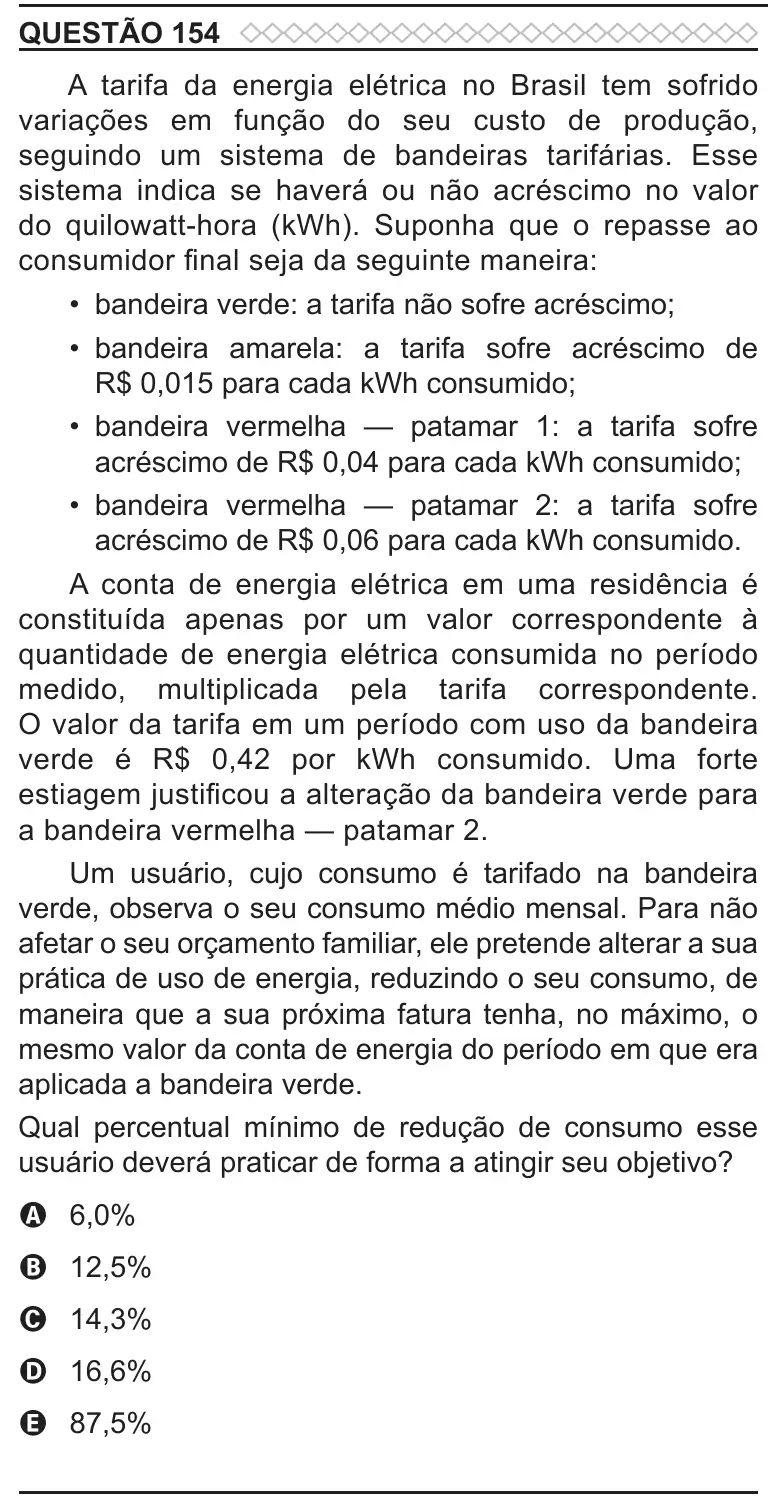 QUESTÃO 154
A tarifa da energia elétrica no Brasil tem sofrido
variações em função do seu custo de produção,
seguindo um sistema de bandeiras tarifárias. Esse
sistema indica se haverá ou não acréscimo no valor
do quilowatt-hora (kWh). Suponha que o repasse ao
consumidor final seja da seguinte maneira:
• bandeira verde: a tarifa não sofre acréscimo;
• bandeira amarela: a tarifa sofre acréscimo de
R$ 0,015 para cada kWh consumido;
• bandeira vermelha — patamar 1: a tarifa sofre
acréscimo de R$ 0,04 para cada kWh consumido;
• bandeira vermelha — patamar 2: a tarifa sofre
acréscimo de R$ 0,06 para cada kWh consumido.
A conta de energia elétrica em uma residência é
constituída apenas por um valor correspondente à
quantidade de energia elétrica consumida no período
medido, multiplicada pela tarifa correspondente.
O valor da tarifa em um período com uso da bandeira
verde é R$ 0,42 por kWh consumido. Uma forte
estiagem justificou a alteração da bandeira verde para
a bandeira vermelha — patamar 2.
Um usuário, cujo consumo é tarifado na bandeira
verde, observa o seu consumo médio mensal. Para não
afetar o seu orçamento familiar, ele pretende alterar a sua
prática de uso de energia, reduzindo o seu consumo, de
maneira que a sua próxima fatura tenha, no máximo, o
mesmo valor da conta de energia do período em que era
aplicada a bandeira verde.
Qual percentual mínimo de redução de consumo esse
usuário deverá praticar de forma a atingir seu objetivo?
A 6,0%
B 12,5%
C 14,3%
D 16,6%
E 87,5%